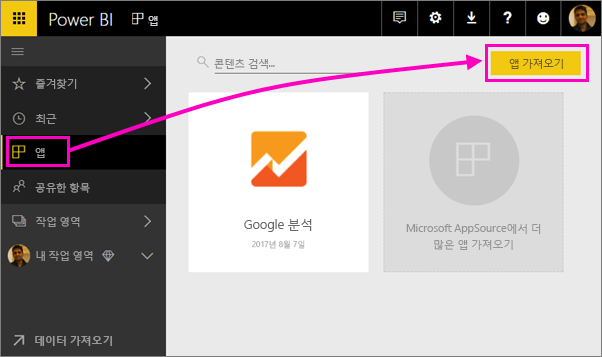 Power BI 앱
즐겨찾기
최근
앱
공유한 항목
작업 영역
내 작업 영역
데이터 가져오기
콘텐츠 검색...
앱 가져오기
Google 분석
2017년 8월 7일
Microsoft AppSource에서 더
많은 앱 가져오기